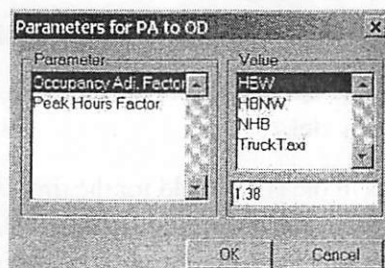 Parameters for PA to OD
Parameter
Value
Occupancy Adj. Factor
Peak Hours Factor
HBW
HBNW
NHB
TruckTaxi
1.38
OK
Cancel